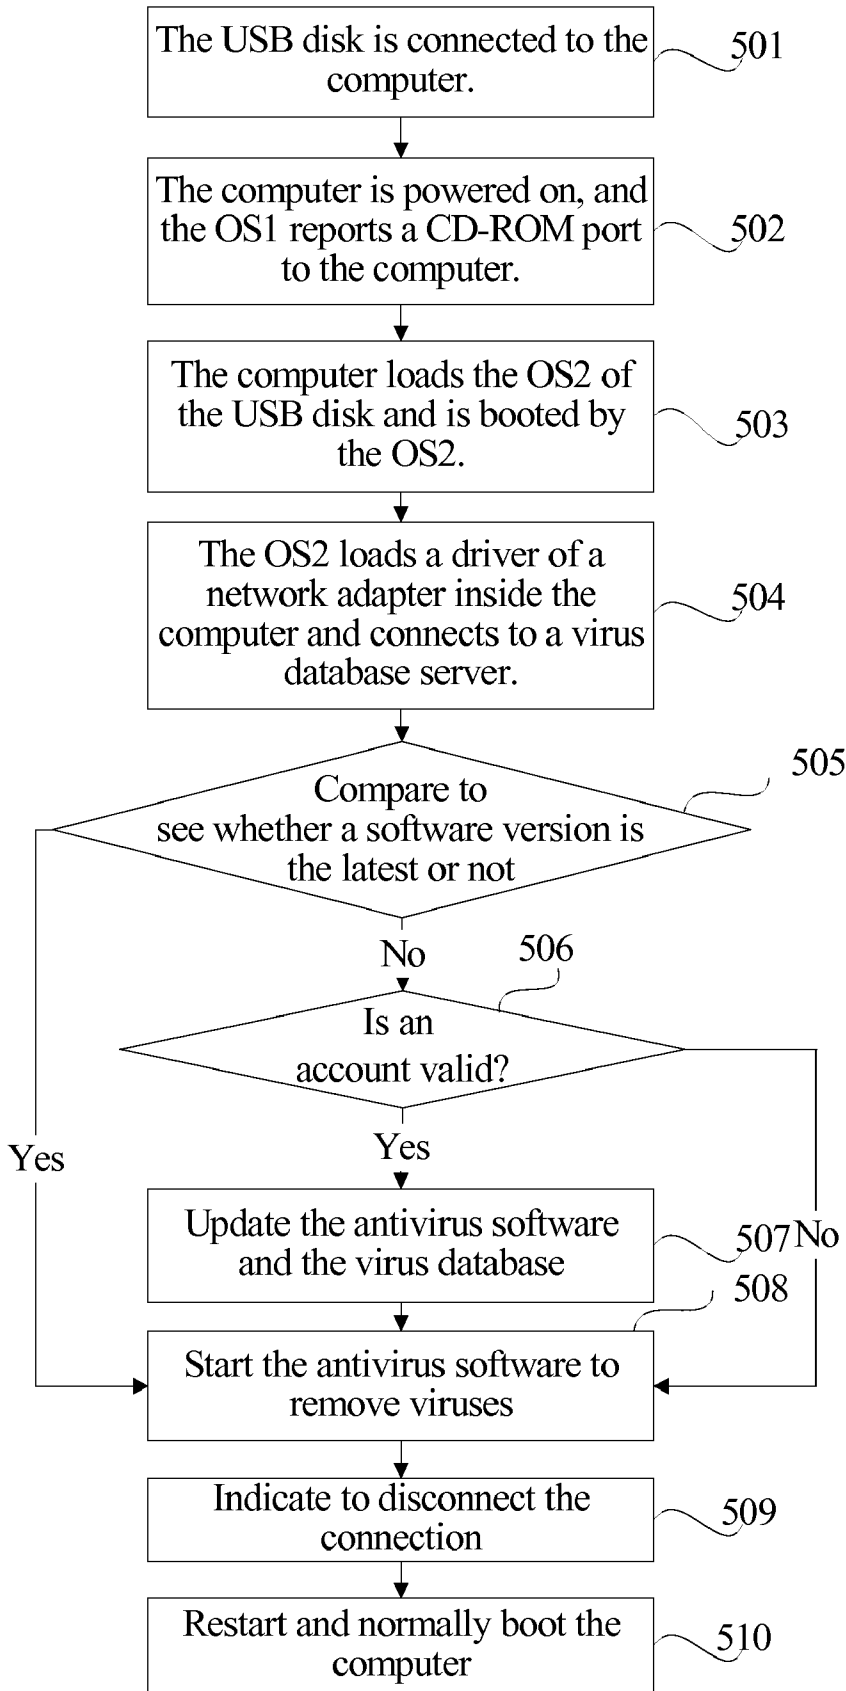 The USB disk is connected to the
computer.
501
The computer is powered on, and
the OS1 reports a CD-ROM port
to the computer.
502
The computer loads the OS2 of
the USB disk and is booted by
the OS2.
503
The OS2 loads a driver of a
network adapter inside the
computer and connects to a virus
database server.
504
505
Compare to
see whether a software version is
the latest or not
No
506
Is an
account valid?
Yes
Yes
Update the antivirus software
and the virus database
507
No
508
Start the antivirus software to
remove viruses
Indicate to disconnect the
connection
509
Restart and normally boot the
computer
510